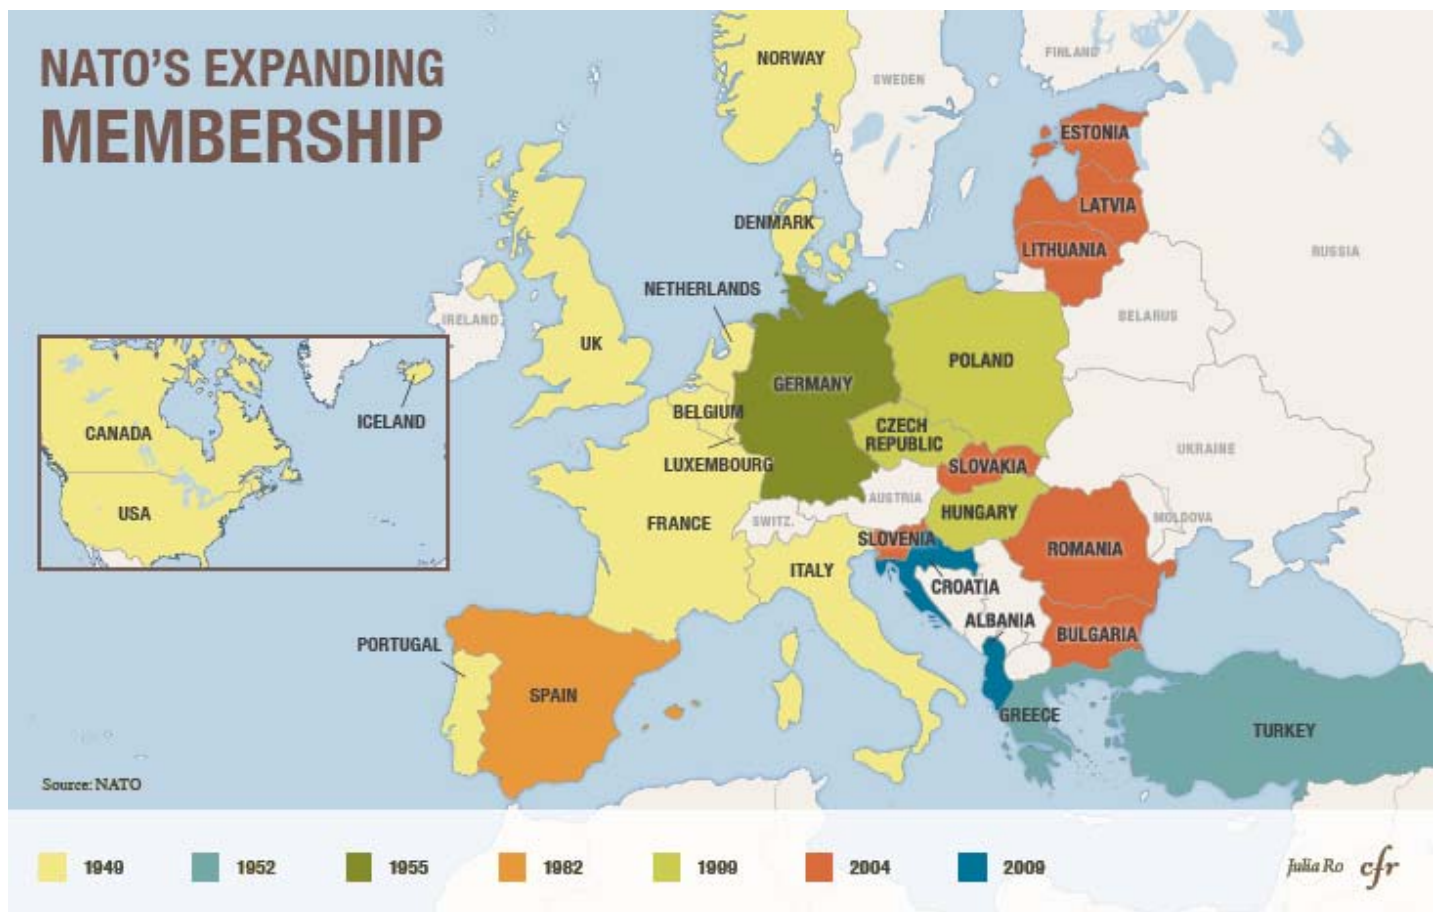 NATO'S EXPANDING
MEMBERSHIP
NORWAY
SWEDEN
FINLAND
ESTONIA
LATVIA
LITHUANIA
RUSSIA
DENMARK
NETHERLANDS
IRELAND
UK
BELARUS
GERMANY
POLAND
BELGIUM
CZECH
REPUBLIC
LUXEMBOURG
SLOVAKIA
UKRAINE
AUSTRIA
FRANCE
SWITZ.
HUNGARY
MOLDOVA
SLOVENIA
ROMANIA
ITALY
CROATIA
ALBANIA
BULGARIA
PORTUGAL
SPAIN
GREECE
TURKEY
CANADA
USA
ICELAND
Source: NATO
1949
1952
1955
1982
1999
2004
2009
Julia Ro cfr